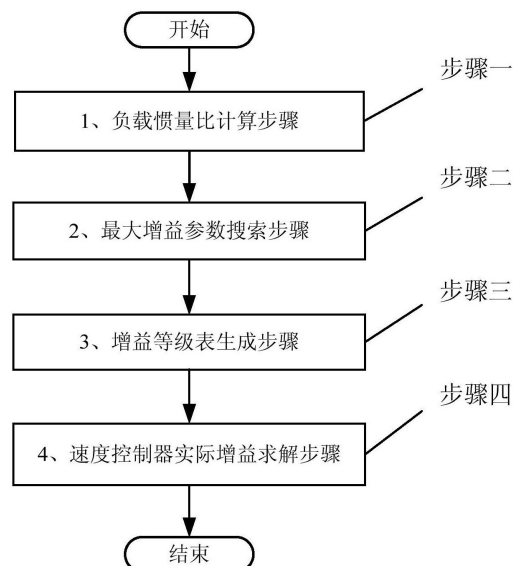 开始
步骤一
1、负载惯量比计算步骤
步骤二
2、最大增益参数搜索步骤
步骤三
3、增益等级表生成步骤
步骤四
4、速度控制器实际增益求解步骤
结束